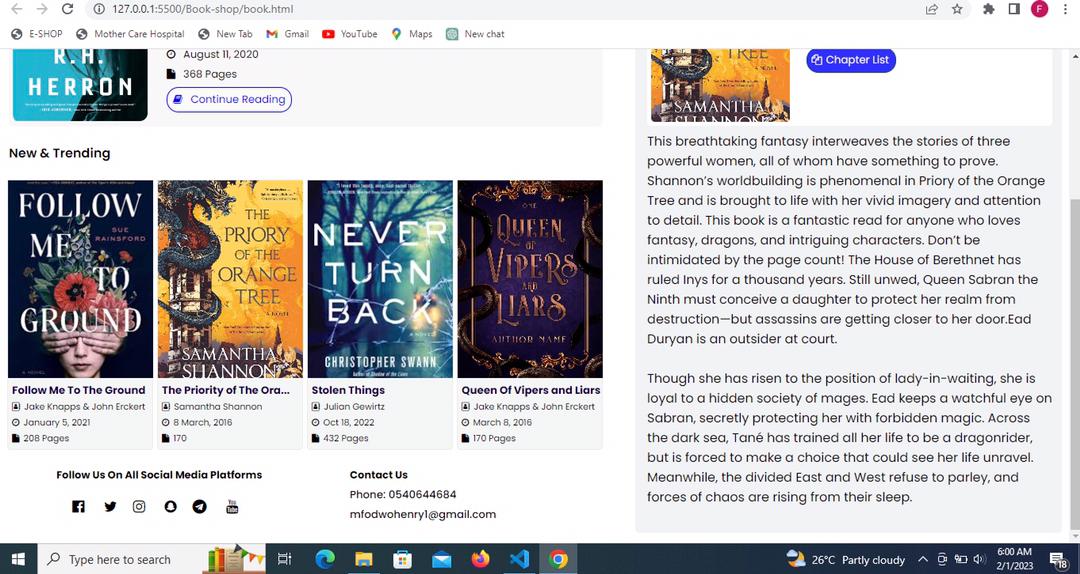 127.0.0.1:5500/Book-shop/book.html
F
E-SHOP
Mother Care Hospital
New Tab
Gmail
YouTube
Maps
New chat
R.H.
HERRON
August 11, 2020
368 Pages
Continue Reading
New & Trending
FOLLOW
ME
SUE
RAINSFORD
TO
GROUND
A NOVEL
THE
PRIORY
OF THE
ORANGE
TREE
A NOVEL
SAMANTHA
SHANNON
NEVER
TURN
BACK
A NOVEL
CHRISTOPHER SWANN
ONE
QUEEN
OF
VIPERS
AND
LIARS
AUTHOR NAME
Follow Me To The Ground
Jake Knapps & John Erckert
January 5, 2021
208 Pages
The Priority of The Ora...
Samantha Shannon
8 March, 2016
170
Stolen Things
Julian Gewirtz
Oct 18, 2022
432 Pages
Queen Of Vipers and Liars
Jake Knapps & John Erckert
March 8, 2016
170 Pages
Follow Us On All Social Media Platforms
You
Tube
Contact Us
Phone: 0540644684
mfodwohenry1@gmail.com
TREE
A NOVEL
SAMANTHA
SHANNON
Chapter List
This breathtaking fantasy interweaves the stories of three
powerful women, all of whom have something to prove.
Shannon's worldbuilding is phenomenal in Priory of the Orange
Tree and is brought to life with her vivid imagery and attention
to detail. This book is a fantastic read for anyone who loves
fantasy, dragons, and intriguing characters. Don't be
intimidated by the page count! The House of Berethnet has
ruled Inys for a thousand years. Still unwed, Queen Sabran the
Ninth must conceive a daughter to protect her realm from
destruction—but assassins are getting closer to her door.Ead
Duryan is an outsider at court.
Though she has risen to the position of lady-in-waiting, she is
loyal to a hidden society of mages. Ead keeps a watchful eye on
Sabran, secretly protecting her with forbidden magic. Across
the dark sea, Tané has trained all her life to be a dragonrider,
but is forced to make a choice that could see her life unravel.
Meanwhile, the divided East and West refuse to parley, and
forces of chaos are rising from their sleep.
Type here to search
26°C Partly cloudy
6:00 AM
2/1/2023
18